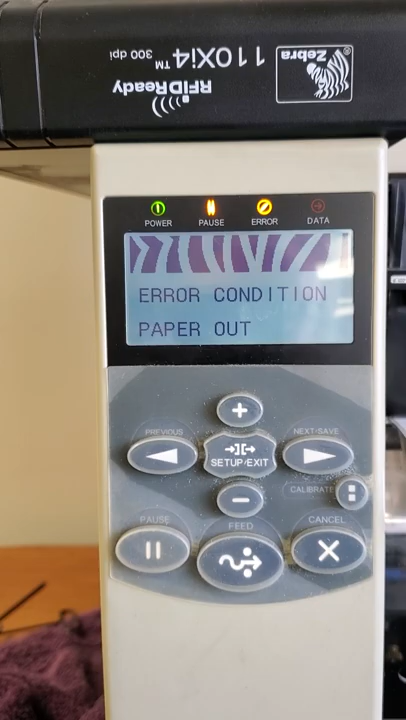 110Xi4™ 300 dpi
Zebra®
RFIDReady
POWER PAUSE ERROR DATA
ERROR CONDITION
PAPER OUT
PREVIOUS
NEXT•SAVE
SETUP/EXIT
CALIBRATE
PAUSE
FEED
CANCEL